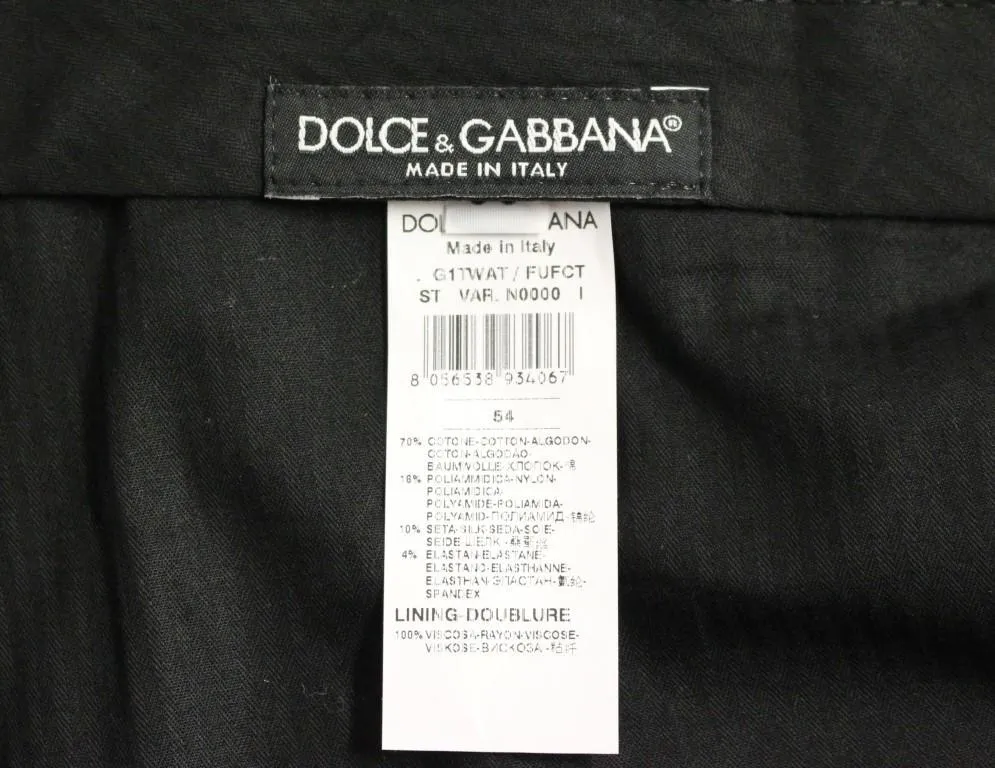 DOLCE & GABBANA®
MADE IN ITALY
DOL ANA
Made in Italy
. G1TWAT / FUFCT
ST VAR. N0000 I
8 056538 934067
54
70% COTONE-COTTON-ALGODON-
COTON-ALGODAO-
BAUMWOLLE-ХЛОПОК-棉
16% POLIAMMIDICA-NYLON-
POLIAMIDICA-
POLYAMIDE-POLIAMIDA-
POLYAMID-ПОЛИАМИД-锦纶
10% SETA-SILK-SEDA-SOIE-
SEIDE-ШЕЛК-桑蚕丝
4% ELASTAN-ELASTANE-
ELASTANO-ELASTHANNE-
ELASTHAN-ЭЛАСТАН-氨纶-
SPANDEX
LINING-DOUBLURE
100% VISCOSA-RAYON-VISCOSE-
VISKOSE-ВИСКОЗА-粘纤